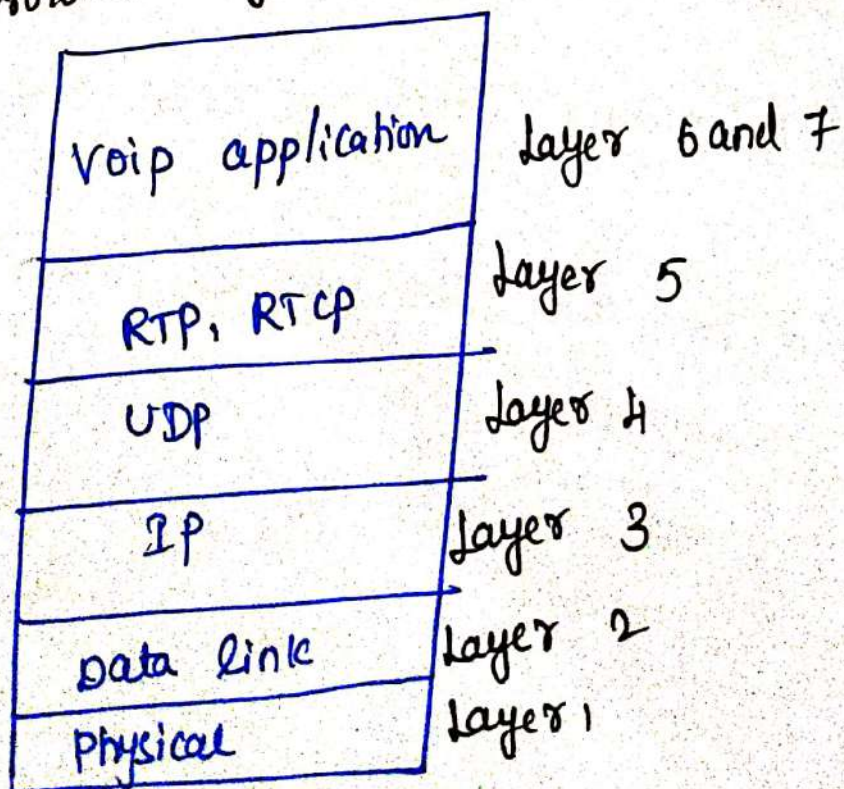 Voip application Layer 6 and 7
RTP, RTCP Layer 5
UDP Layer 4
IP Layer 3
Data link Layer 2
Physical Layer 1